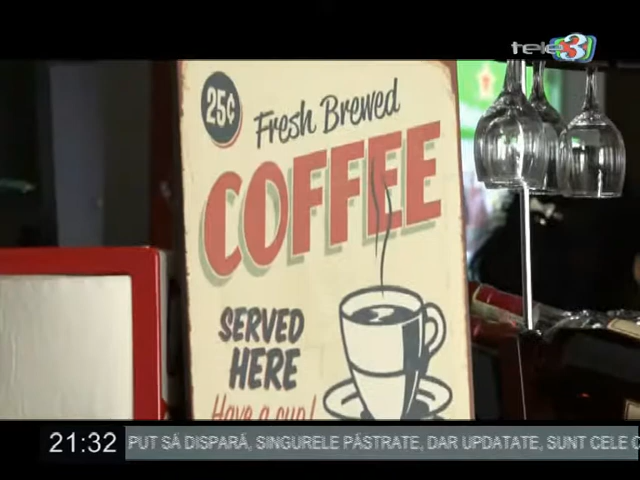 tele3
25¢
Fresh Brewed
COFFEE
SERVED
HERE
Have a cup!
21:32
PUT SĂ DISPARĂ, SINGURELE PĂSTRATE, DAR UPDATATE, SUNT CELE C